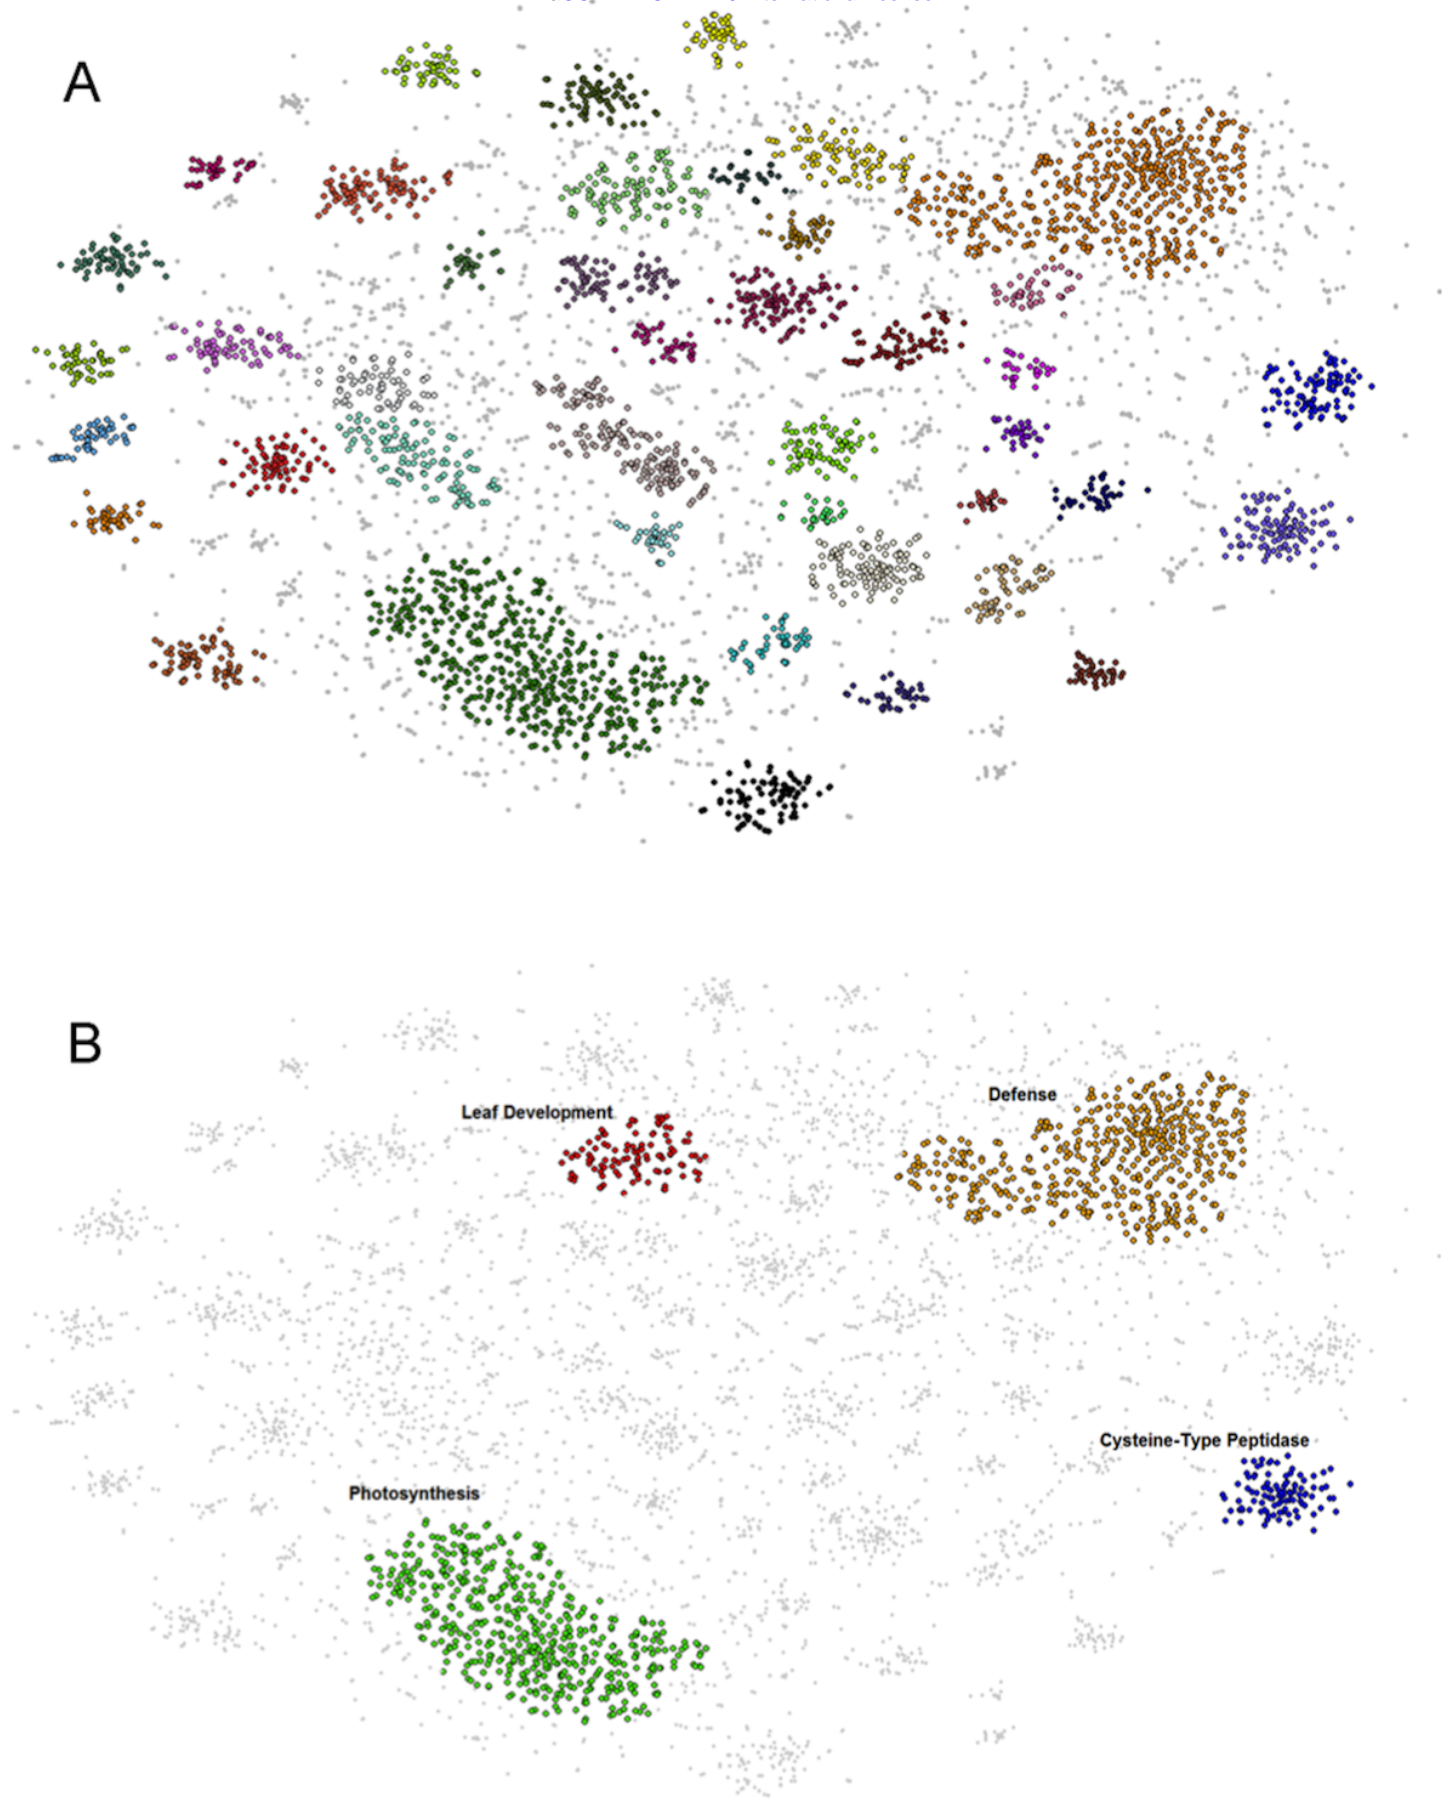 A
B
Leaf Development
Defense
Cysteine-Type Peptidase
Photosynthesis